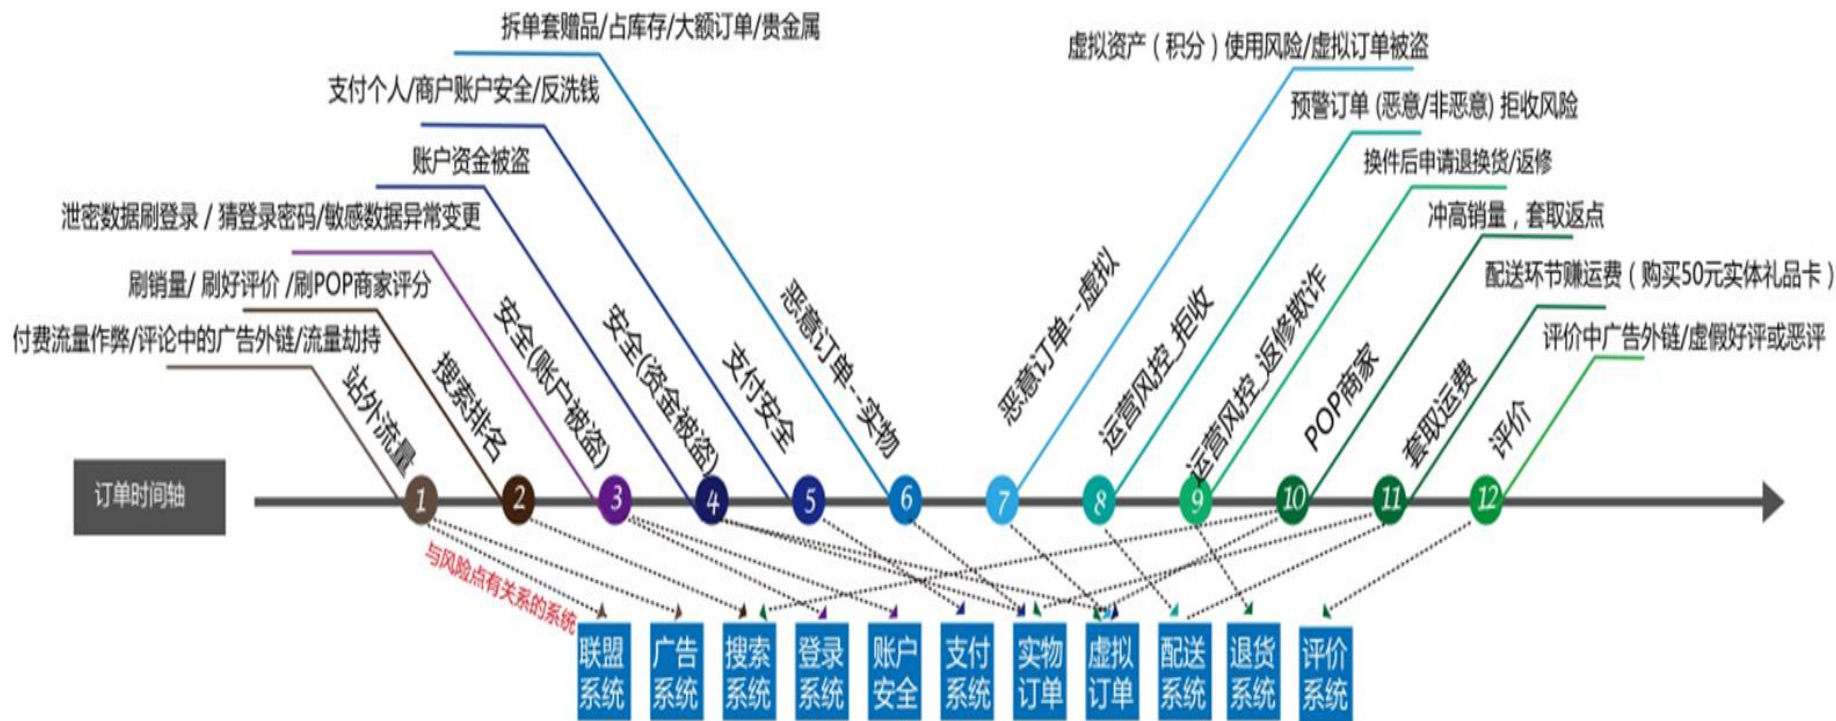 拆单套赠品/占库存/大额订单/贵金属
虚拟资产（积分）使用风险/虚拟订单被盗
支付个人/商户账户安全/反洗钱
预警订单 (恶意/非恶意) 拒收风险
账户资金被盗
换件后申请退换货/返修
泄密数据刷登录 / 猜登录密码/敏感数据异常变更
冲高销量，套取返点
刷销量/ 刷好评价 /刷POP商家评分
配送环节赚运费（购买50元实体礼品卡）
付费流量作弊/评论中的广告外链/流量劫持
评价中广告外链/虚假好评或恶评
站外流量
搜索排名
安全(账户被盗)
安全(资金被盗)
支付安全
恶意订单--实物
恶意订单--虚拟
运营风控_拒收
运营风控_返修欺诈
POP商家
套取运费
评价
订单时间轴
1
2
3
4
5
6
7
8
9
10
11
12
与风险点有关系的系统
联盟
系统
广告
系统
搜索
系统
登录
系统
账户
安全
支付
系统
实物
订单
虚拟
订单
配送
系统
退货
系统
评价
系统